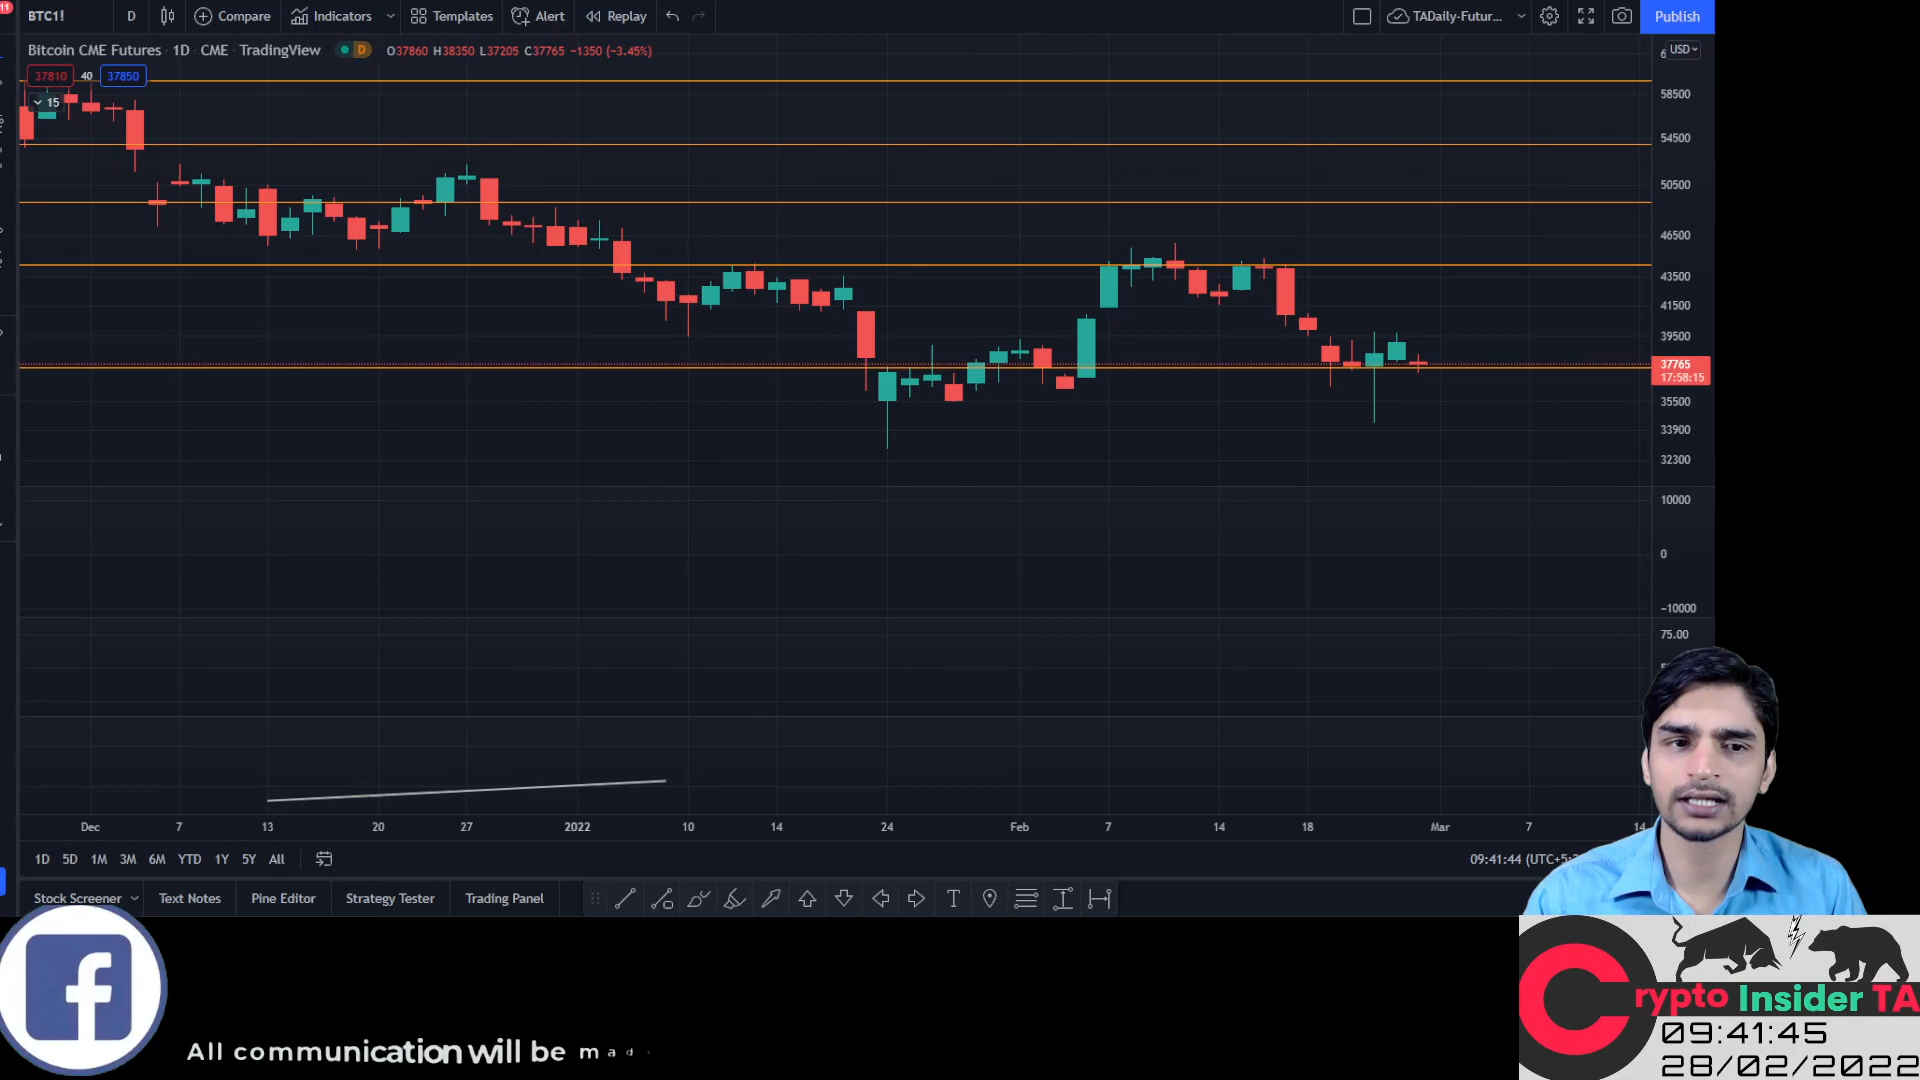 11
BTC1! D Compare Indicators Templates Alert Replay TADaily-Futur... Publish
Bitcoin CME Futures · 1D · CME · TradingView D O37860 H38350 L37205 C37765 −1350 (−3.45%)
USD
37810 40 37850
15
58500
54500
50500
46500
43500
41500
39500
37765
17:58:15
35500
33900
32300
10000
0
−10000
75.00
Dec 7 13 20 27 2022 10 14 24 Feb 7 14 18 Mar 7 14
1D 5D 1M 3M 6M YTD 1Y 5Y All 09:41:44 (UTC+5:
Stock Screener Text Notes Pine Editor Strategy Tester Trading Panel
Crypto Insider TA
09:41:45
28/02/2022
All communication will be mad